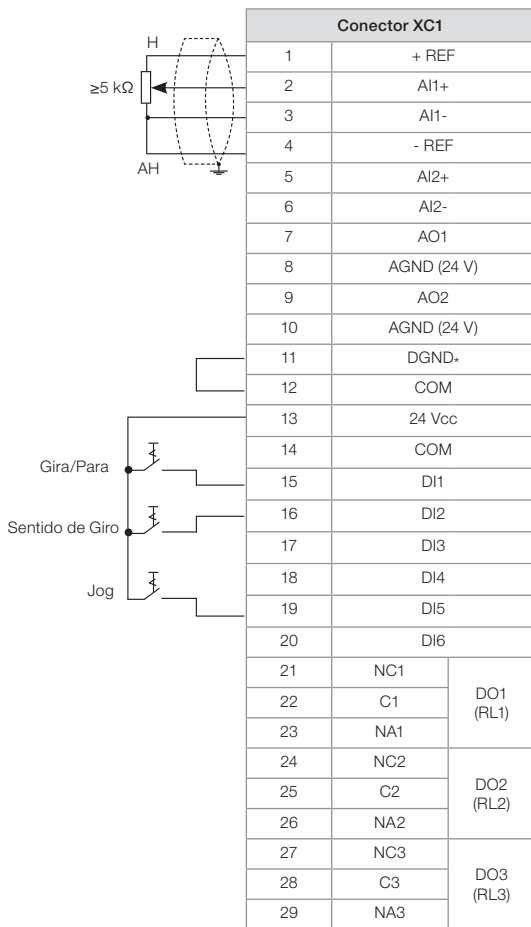 Conector XC1
H
1 + REF
≥5 kΩ 2 AI1+
3 AI1-
4 - REF
AH
5 AI2+
6 AI2-
7 AO1
8 AGND (24 V)
9 AO2
10 AGND (24 V)
11 DGND*
12 COM
13 24 Vcc
14 COM
Gira/Para
15 DI1
16 DI2
Sentido de Giro
17 DI3
18 DI4
Jog
19 DI5
20 DI6
21 NC1
22 C1 DO1 (RL1)
23 NA1
24 NC2
25 C2 DO2 (RL2)
26 NA2
27 NC3
28 C3 DO3 (RL3)
29 NA3